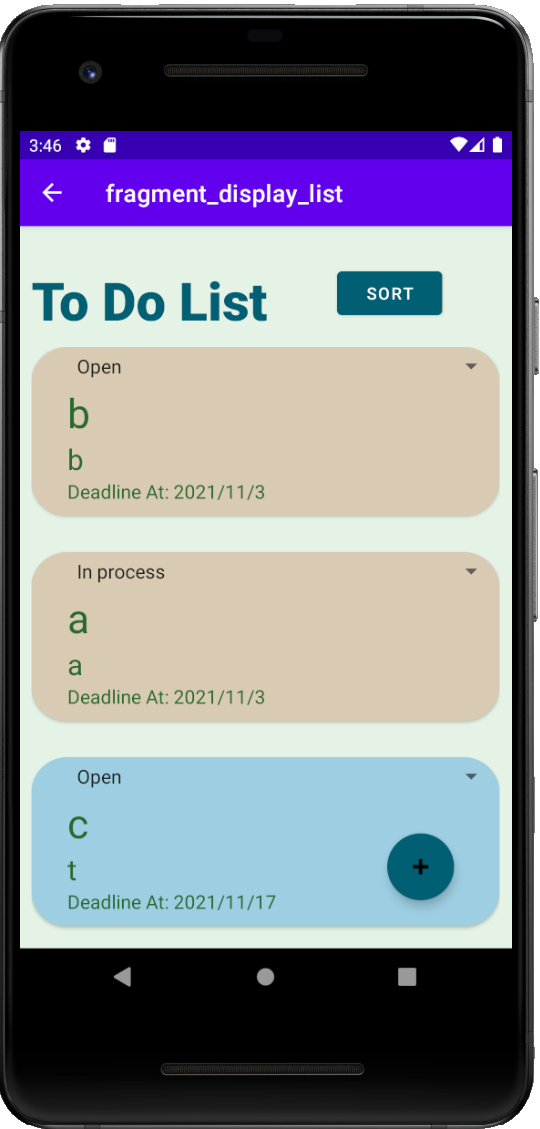 3:46
fragment_display_list
To Do List
SORT
Open
b
b
Deadline At: 2021/11/3
In process
a
a
Deadline At: 2021/11/3
Open
c
t
Deadline At: 2021/11/17
+